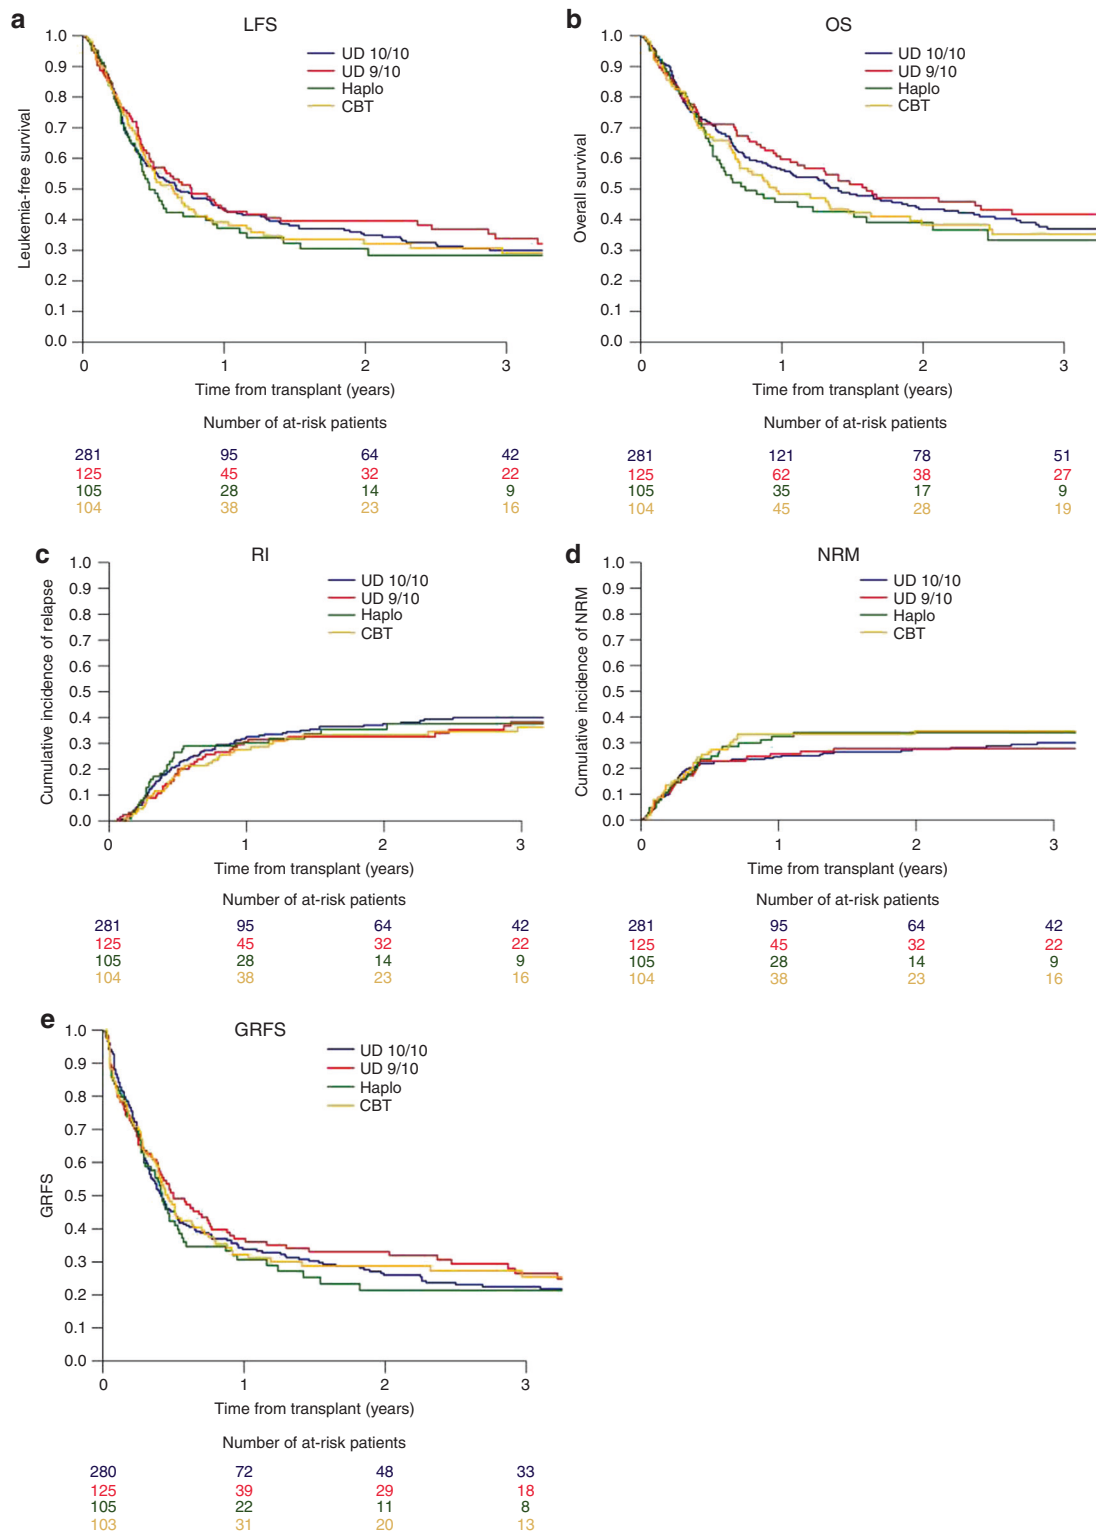 a
LFS
Leukemia-free survival
1.0
0.9
0.8
0.7
0.6
0.5
0.4
0.3
0.2
0.1
0.0
UD 10/10
UD 9/10
Haplo
CBT
0 1 2 3
Time from transplant (years)
Number of at-risk patients
281 95 64 42
125 45 32 22
105 28 14 9
104 38 23 16
b
OS
Overall survival
1.0
0.9
0.8
0.7
0.6
0.5
0.4
0.3
0.2
0.1
0.0
UD 10/10
UD 9/10
Haplo
CBT
0 1 2 3
Time from transplant (years)
Number of at-risk patients
281 121 78 51
125 62 38 27
105 35 17 9
104 45 28 19
c
RI
Cumulative incidence of relapse
1.0
0.9
0.8
0.7
0.6
0.5
0.4
0.3
0.2
0.1
0.0
UD 10/10
UD 9/10
Haplo
CBT
0 1 2 3
Time from transplant (years)
Number of at-risk patients
281 95 64 42
125 45 32 22
105 28 14 9
104 38 23 16
d
NRM
Cumulative incidence of NRM
1.0
0.9
0.8
0.7
0.6
0.5
0.4
0.3
0.2
0.1
0.0
UD 10/10
UD 9/10
Haplo
CBT
0 1 2 3
Time from transplant (years)
Number of at-risk patients
281 95 64 42
125 45 32 22
105 28 14 9
104 38 23 16
e
GRFS
GRFS
1.0
0.9
0.8
0.7
0.6
0.5
0.4
0.3
0.2
0.1
0.0
UD 10/10
UD 9/10
Haplo
CBT
0 1 2 3
Time from transplant (years)
Number of at-risk patients
280 72 48 33
125 39 29 18
105 22 11 8
103 31 20 13